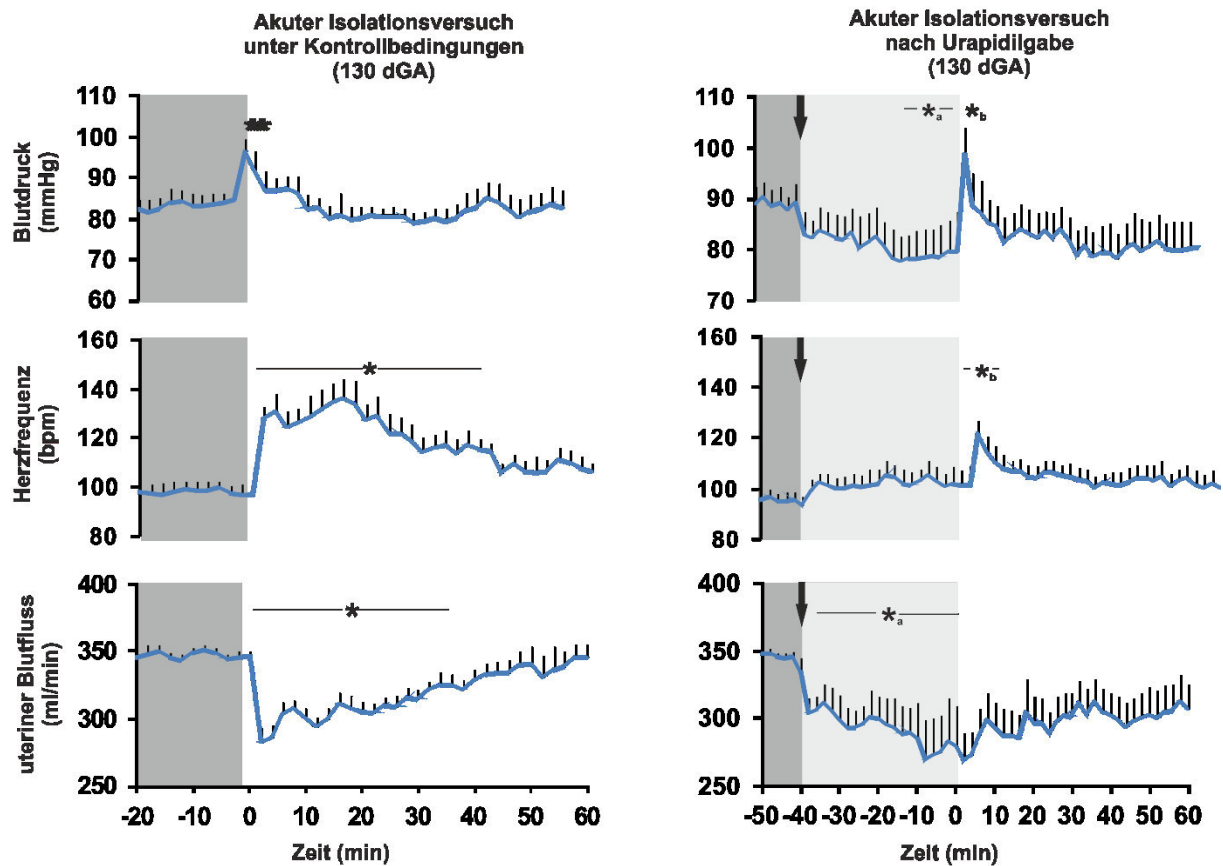 Akuter Isolationsversuch
unter Kontrollbedingungen
(130 dGA)
Akuter Isolationsversuch
nach Urapidilgabe
(130 dGA)
Blutdruck
(mmHg)
110
100
90
80
70
60
***
110
100
90
80
70
*a
*b
Herzfrequenz
(bpm)
160
140
120
100
80
*
160
140
120
100
80
*b
uteriner Blutfluss
(ml/min)
400
350
300
250
*
400
350
300
250
*a
-20 -10 0 10 20 30 40 50 60
Zeit (min)
-50 -40 -30 -20 -10 0 10 20 30 40 50 60
Zeit (min)